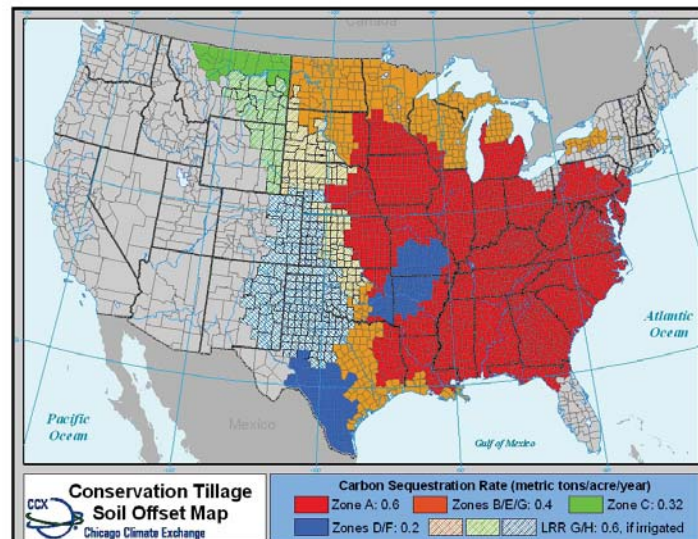 Canada
Pacific
Ocean
Mexico
Gulf of Mexico
Atlantic
Ocean
CCX
Conservation Tillage
Soil Offset Map
Chicago Climate Exchange
Carbon Sequestration Rate (metric tons/acre/year)
Zone A: 0.6
Zones B/E/G: 0.4
Zone C: 0.32
Zones D/F: 0.2
LRR G/H: 0.6, if irrigated